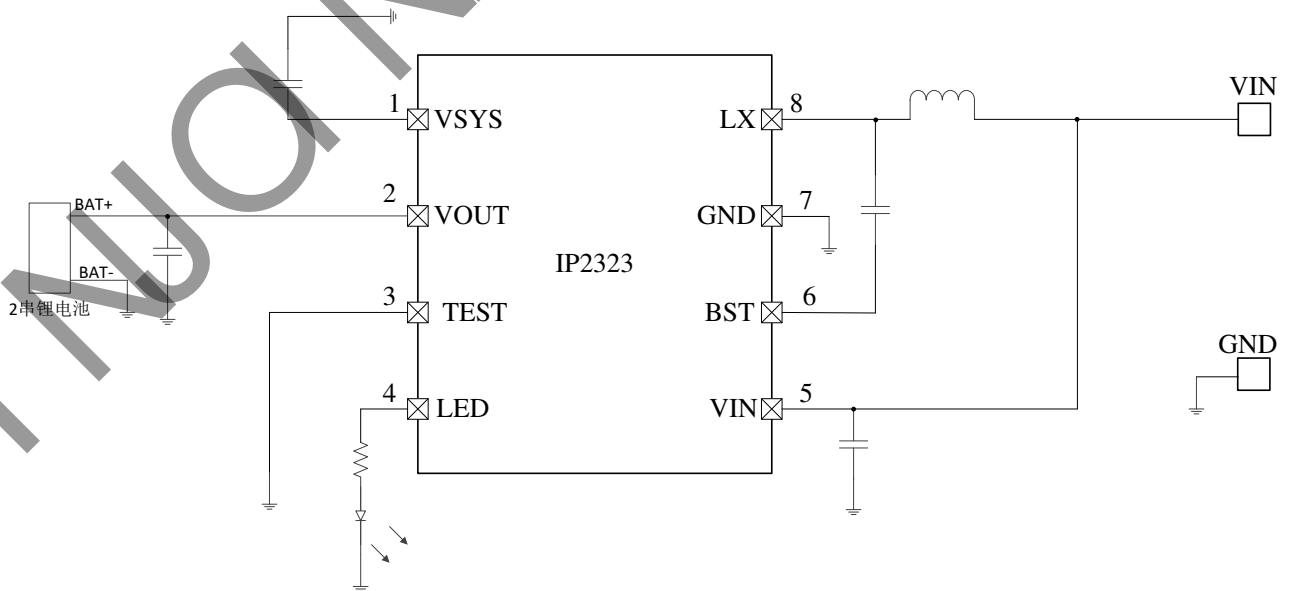 VIN
1
VSYS
LX
8
BAT+
2
VOUT
GND
7
IP2323
BAT-
2串锂电池
3
TEST
BST
6
GND
4
LED
VIN
5